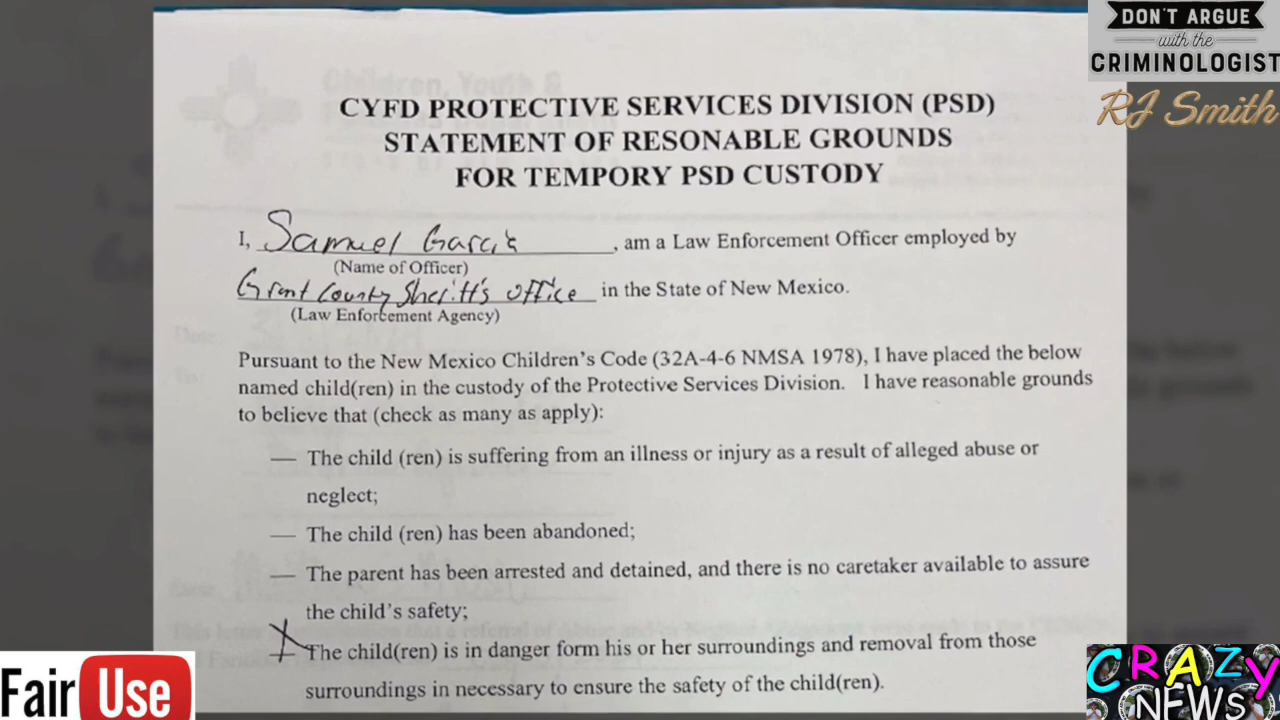 DON'T ARGUE
with the
CRIMINOLOGIST
RJ Smith
Children, Youth &
CYFD PROTECTIVE SERVICES DIVISION (PSD)
STATEMENT OF RESONABLE GROUNDS
FOR TEMPORY PSD CUSTODY
I, Samuel Garcia, am a Law Enforcement Officer employed by
(Name of Officer)
Grant County Sheriff's Office in the State of New Mexico.
(Law Enforcement Agency)
Pursuant to the New Mexico Children's Code (32A-4-6 NMSA 1978), I have placed the below
named child(ren) in the custody of the Protective Services Division. I have reasonable grounds
to believe that (check as many as apply):
— The child (ren) is suffering from an illness or injury as a result of alleged abuse or
neglect;
— The child (ren) has been abandoned;
— The parent has been arrested and detained, and there is no caretaker available to assure
the child's safety;
X The child(ren) is in danger form his or her surroundings and removal from those
surroundings in necessary to ensure the safety of the child(ren).
Fair Use
CRAZY
NEWS